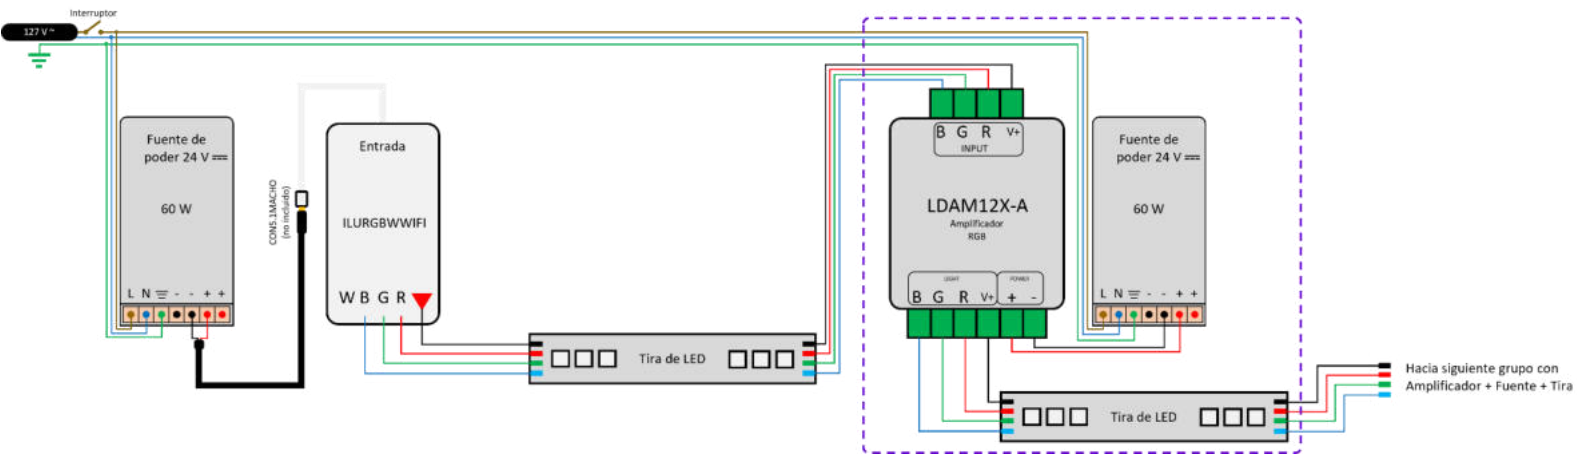 Interruptor
127 V ~
Fuente de
poder 24 V
60 W
L N - - + +
CON5.1MACHO
(no incluido)
Entrada
ILURGBWWIFI
W B G R
Tira de LED
B G R V+
INPUT
LDAM12X-A
Amplificador
RGB
LIGHT POWER
B G R V+ + -
Fuente de
poder 24 V
60 W
L N - - + +
Tira de LED
Hacia siguiente grupo con
Amplificador + Fuente + Tira